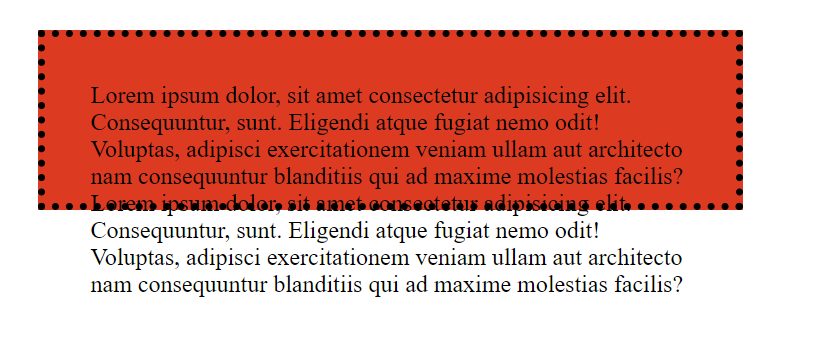 Lorem ipsum dolor, sit amet consectetur adipisicing elit.
Consequuntur, sunt. Eligendi atque fugiat nemo odit!
Voluptas, adipisci exercitationem veniam ullam aut architecto
nam consequuntur blanditiis qui ad maxime molestias facilis?
Lorem ipsum dolor, sit amet consectetur adipisicing elit.
Consequuntur, sunt. Eligendi atque fugiat nemo odit!
Voluptas, adipisci exercitationem veniam ullam aut architecto
nam consequuntur blanditiis qui ad maxime molestias facilis?